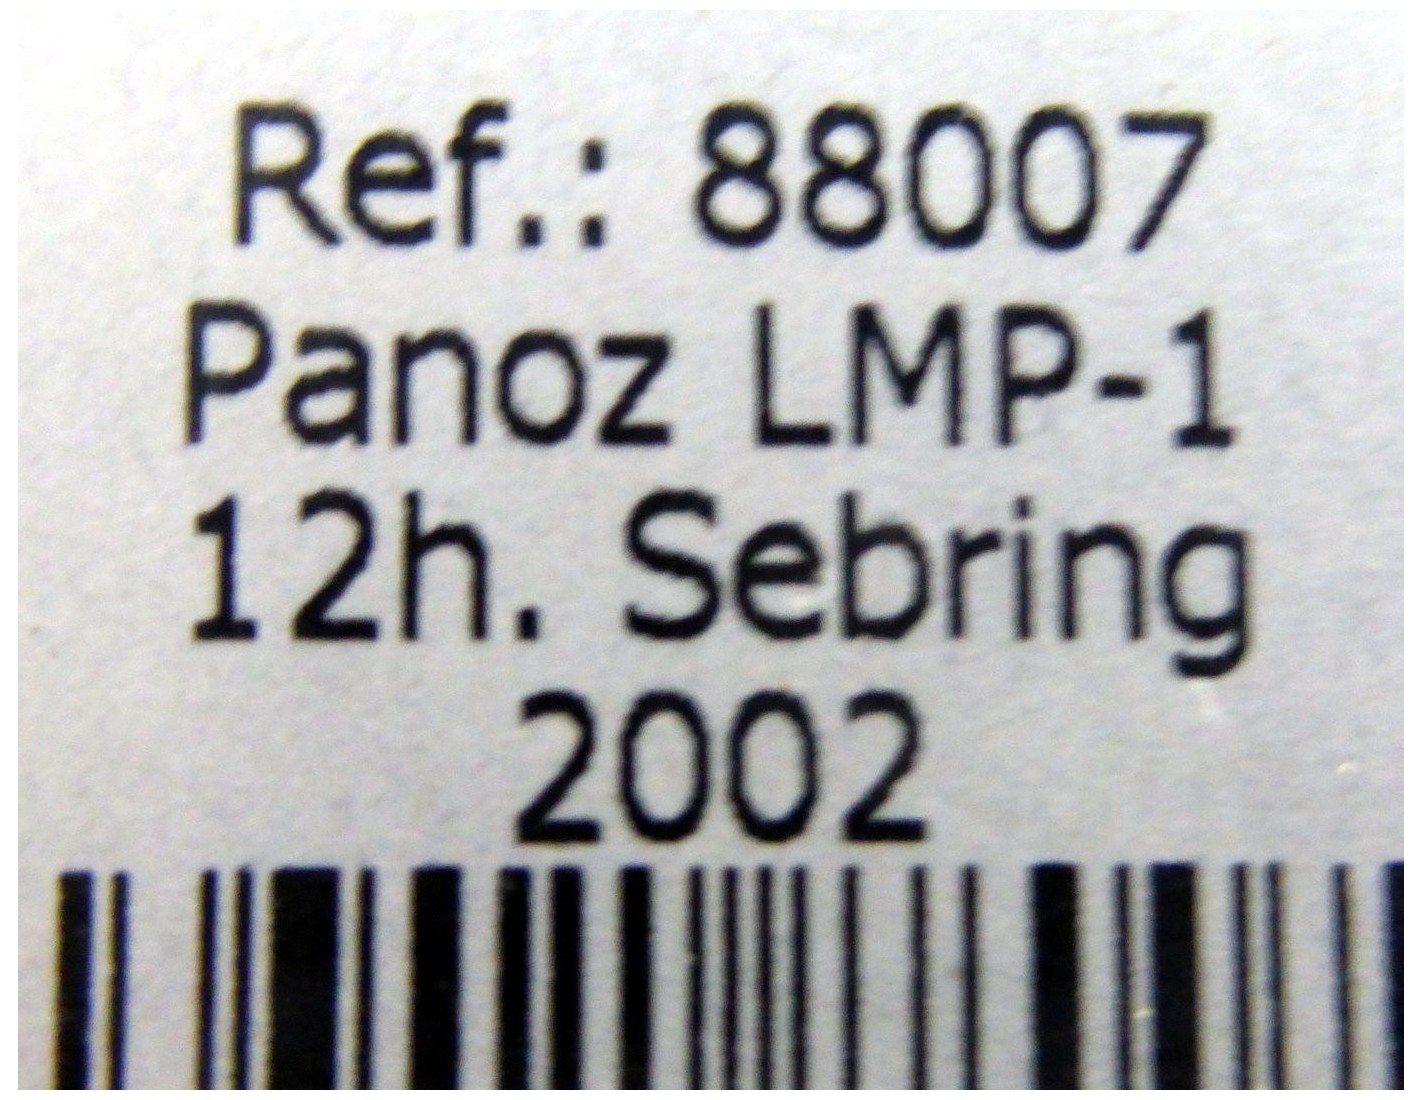 Ref.: 88007
Panoz LMP-1
12h. Sebring
2002